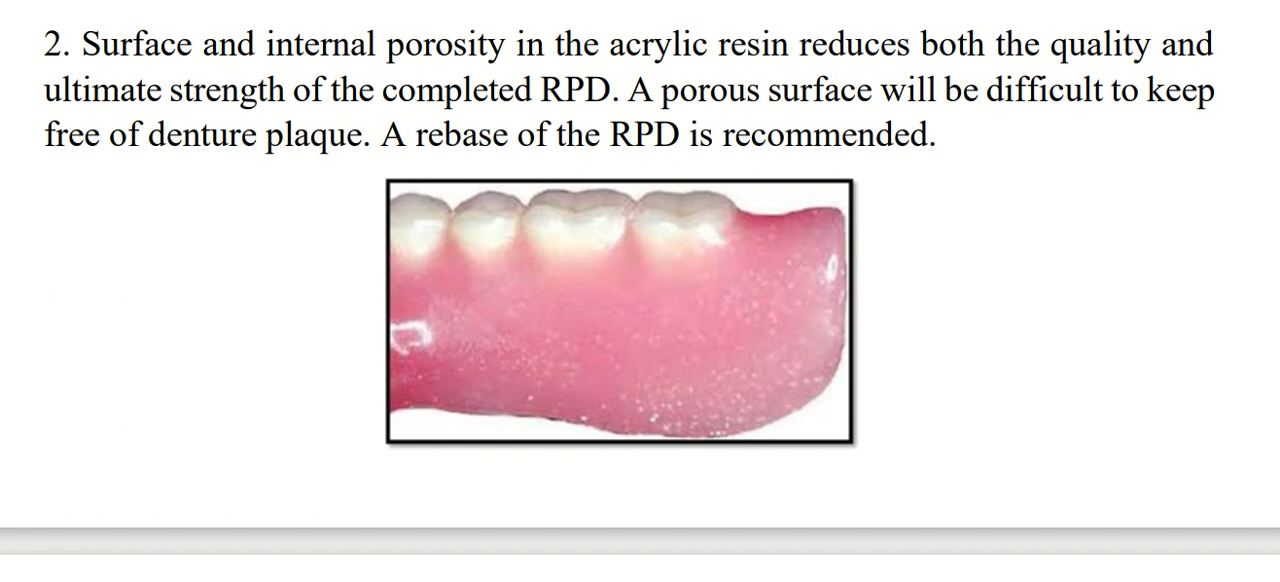 2. Surface and internal porosity in the acrylic resin reduces both the quality and
ultimate strength of the completed RPD. A porous surface will be difficult to keep
free of denture plaque. A rebase of the RPD is recommended.